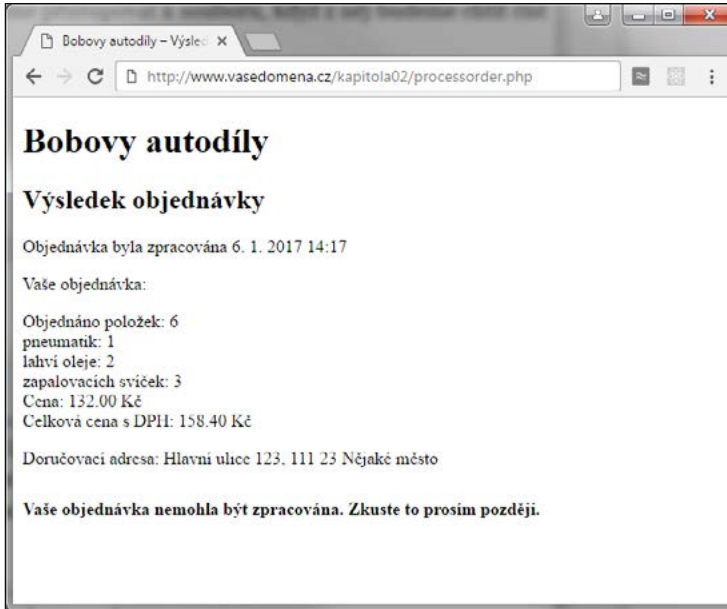 Bobovy autodíly – Výsled
http://www.vasedomena.cz/kapitola02/processorder.php
Bobovy autodíly
Výsledek objednávky
Objednávka byla zpracována 6. 1. 2017 14:17
Vaše objednávka:
Objednáno položek: 6
pneumatik: 1
lahví oleje: 2
zapalovacích svíček: 3
Cena: 132.00 Kč
Celková cena s DPH: 158.40 Kč
Doručovací adresa: Hlavní ulice 123, 111 23 Nějaké město
Vaše objednávka nemohla být zpracována. Zkuste to prosím později.